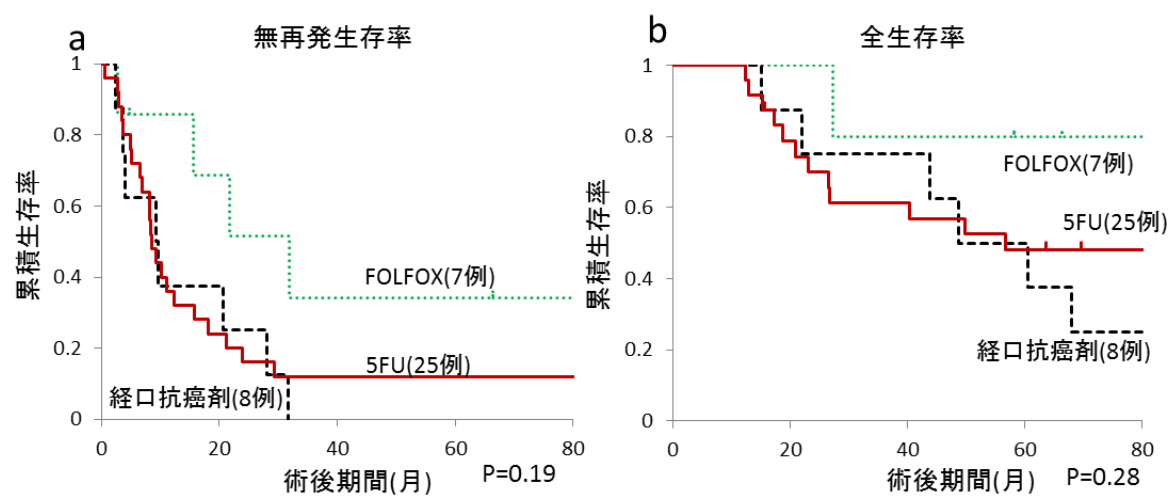 a 無再発生存率
累積生存率
1
0.8
0.6
0.4
0.2
0
FOLFOX(7例)
5FU(25例)
経口抗癌剤(8例)
0 20 40 60 80
術後期間(月) P=0.19
b 全生存率
累積生存率
1
0.8
0.6
0.4
0.2
0
FOLFOX(7例)
5FU(25例)
経口抗癌剤(8例)
0 20 40 60 80
術後期間(月) P=0.28